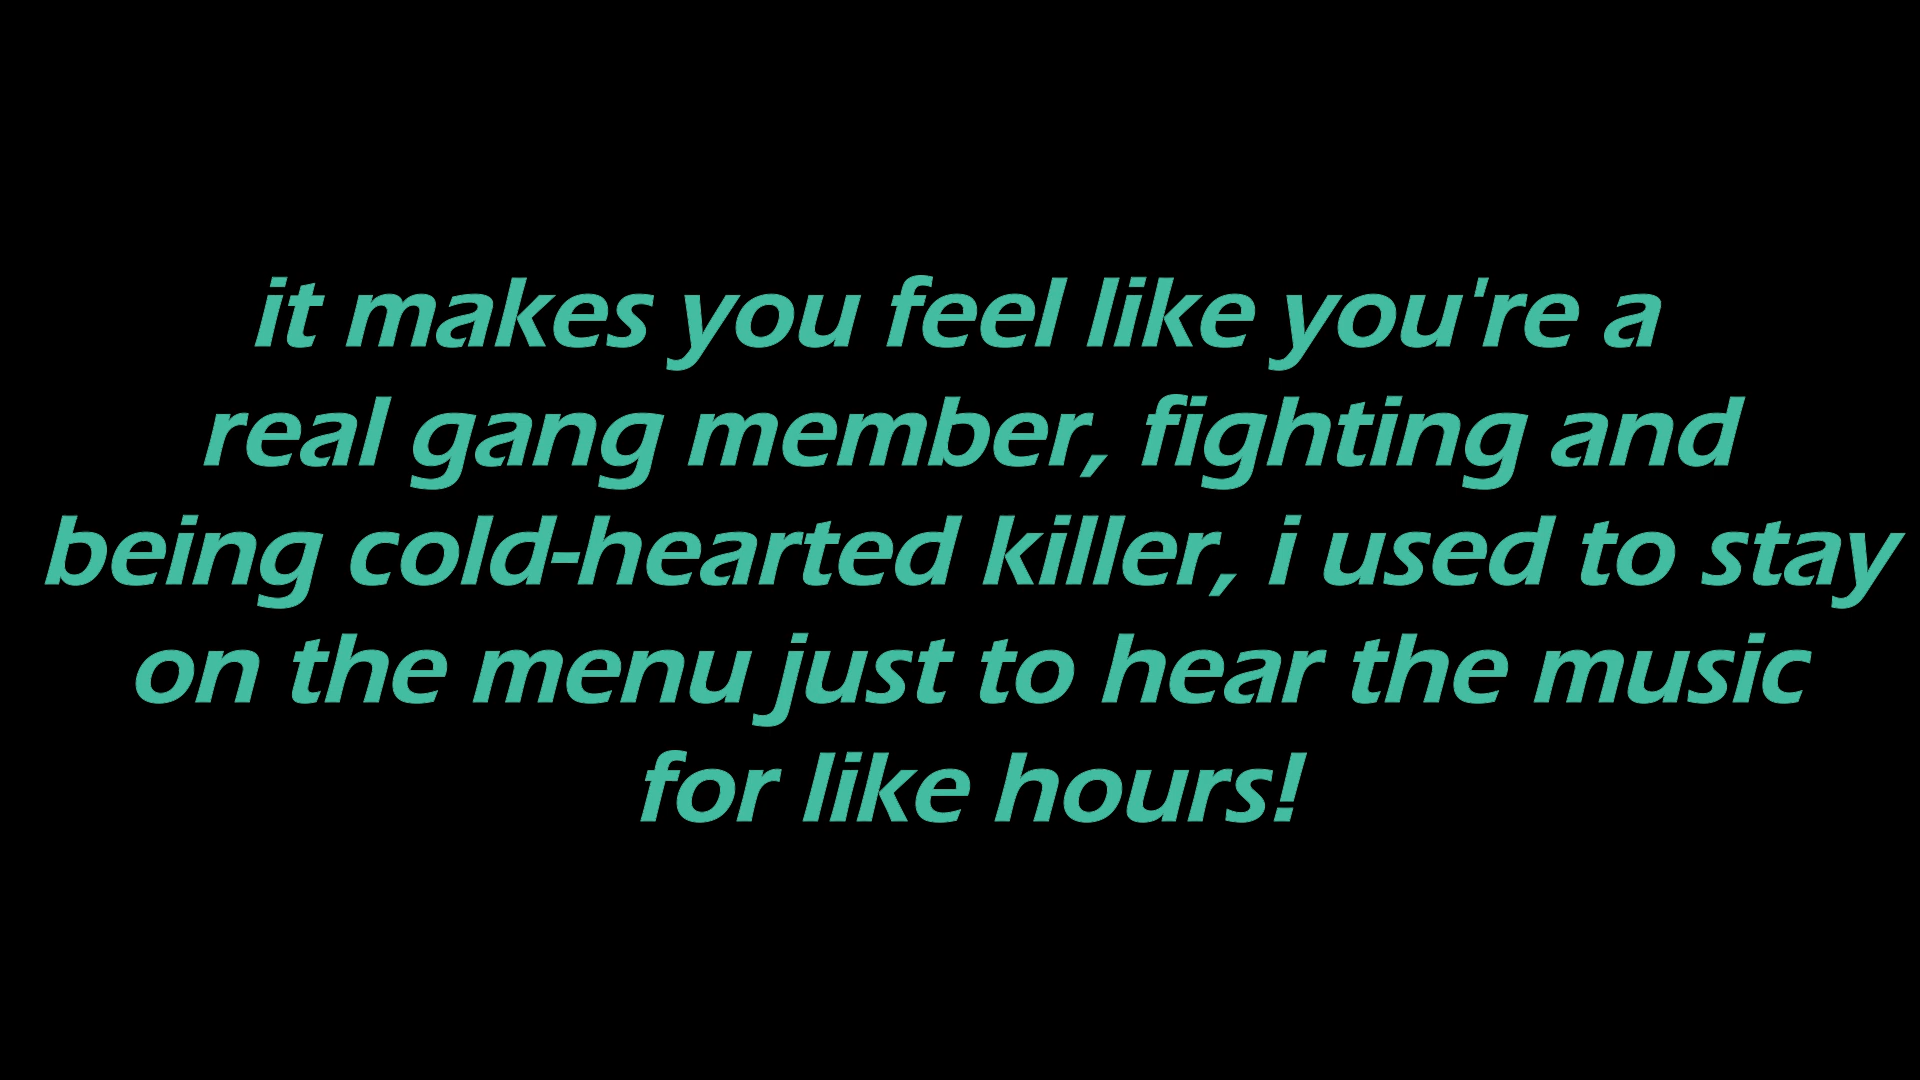 it makes you feel like you're a
real gang member, fighting and
being cold-hearted killer, i used to stay
on the menu just to hear the music
for like hours!